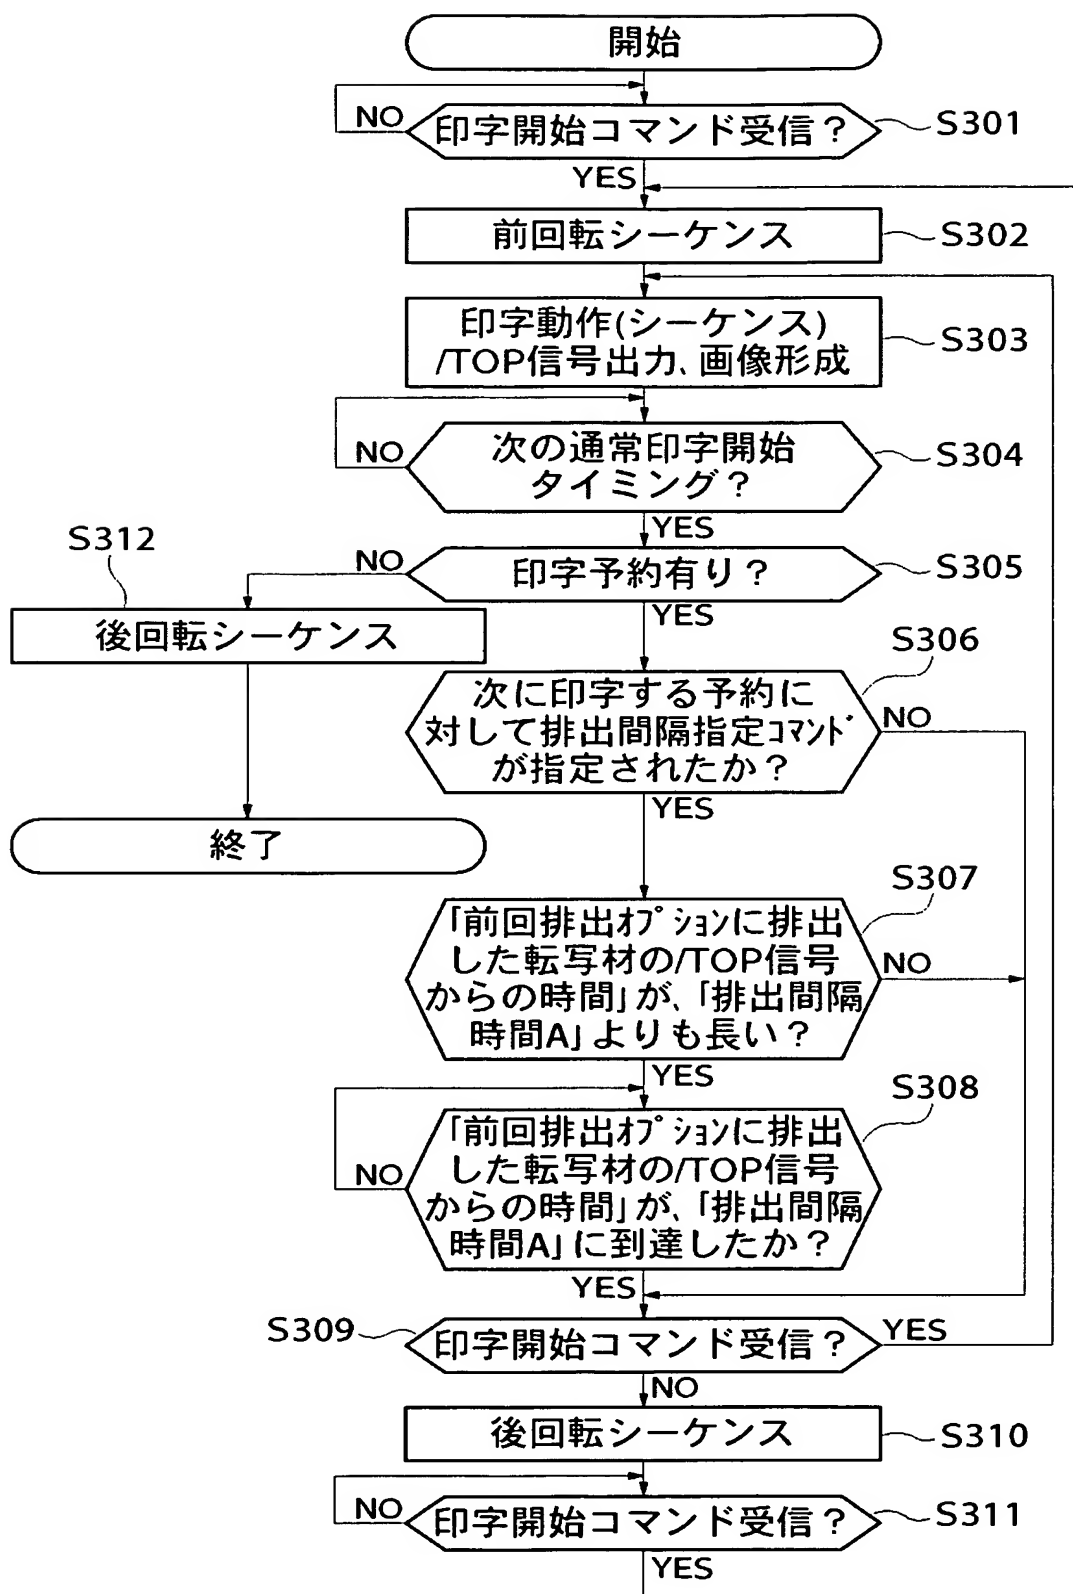 開始
NO
印字開始コマンド受信?
S301
YES
前回転シーケンス
S302
印字動作(シーケンス)
/TOP信号出力、画像形成
S303
NO
次の通常印字開始
タイミング?
S304
YES
S312
NO
印字予約有り?
S305
YES
後回転シーケンス
S306
次に印字する予約に
対して排出間隔指定コマンド
が指定されたか?
NO
YES
終了
S307
「前回排出オプションに排出
した転写材の/TOP信号
からの時間」が、「排出間隔
時間A」よりも長い?
NO
YES
S308
「前回排出オプションに排出
した転写材の/TOP信号
からの時間」が、「排出間隔
時間A」に到達したか?
NO
YES
S309
印字開始コマンド受信?
YES
NO
後回転シーケンス
S310
NO
印字開始コマンド受信?
S311
YES